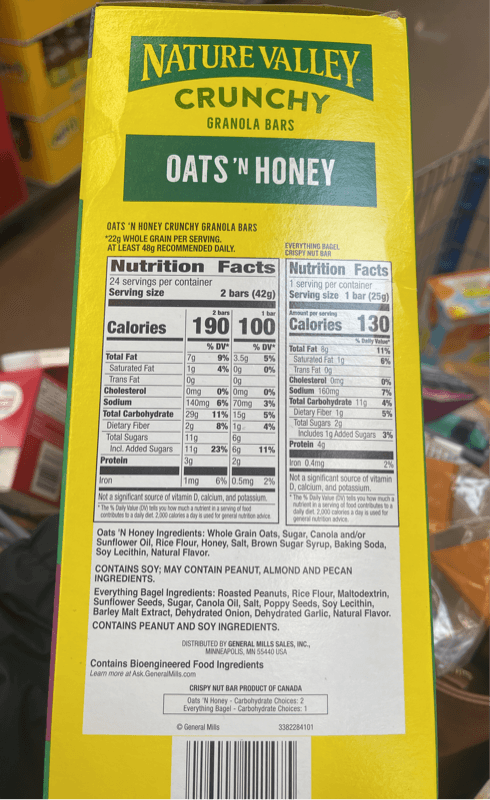 NATURE VALLEY
CRUNCHY
GRANOLA BARS
OATS 'N HONEY
OATS 'N HONEY CRUNCHY GRANOLA BARS
*22g WHOLE GRAIN PER SERVING.
AT LEAST 48g RECOMMENDED DAILY.
Nutrition Facts
24 servings per container
Serving size 2 bars (42g)
2 bars 1 bar
Calories 190 100
% DV* % DV*
Total Fat 7g 9% 3.5g 5%
Saturated Fat 1g 4% 0g 0%
Trans Fat 0g 0g
Cholesterol 0mg 0% 0mg 0%
Sodium 140mg 6% 70mg 3%
Total Carbohydrate 29g 11% 15g 5%
Dietary Fiber 2g 8% 1g 4%
Total Sugars 11g 6g
Incl. Added Sugars 11g 23% 6g 11%
Protein 3g 2g
Iron 1mg 6% 0.5mg 2%
Not a significant source of vitamin D, calcium, and potassium.
* The % Daily Value (DV) tells you how much a nutrient in a serving of food
contributes to a daily diet. 2,000 calories a day is used for general nutrition advice.
EVERYTHING BAGEL
CRISPY NUT BAR
Nutrition Facts
1 serving per container
Serving size 1 bar (25g)
Amount per serving
Calories 130
% Daily Value*
Total Fat 8g 11%
Saturated Fat 1g 6%
Trans Fat 0g
Cholesterol 0mg 0%
Sodium 160mg 7%
Total Carbohydrate 11g 4%
Dietary Fiber 1g 5%
Total Sugars 2g
Includes 1g Added Sugars 3%
Protein 4g
Iron 0.4mg 2%
Not a significant source of vitamin
D, calcium, and potassium.
* The % Daily Value (DV) tells you how much a
nutrient in a serving of food contributes to a
daily diet. 2,000 calories a day is used for
general nutrition advice.
Oats 'N Honey Ingredients: Whole Grain Oats, Sugar, Canola and/or
Sunflower Oil, Rice Flour, Honey, Salt, Brown Sugar Syrup, Baking Soda,
Soy Lecithin, Natural Flavor.
CONTAINS SOY; MAY CONTAIN PEANUT, ALMOND AND PECAN
INGREDIENTS.
Everything Bagel Ingredients: Roasted Peanuts, Rice Flour, Maltodextrin,
Sunflower Seeds, Sugar, Canola Oil, Salt, Poppy Seeds, Soy Lecithin,
Barley Malt Extract, Dehydrated Onion, Dehydrated Garlic, Natural Flavor.
CONTAINS PEANUT AND SOY INGREDIENTS.
DISTRIBUTED BY GENERAL MILLS SALES, INC.,
MINNEAPOLIS, MN 55440 USA
Contains Bioengineered Food Ingredients
Learn more at Ask.GeneralMills.com
CRISPY NUT BAR PRODUCT OF CANADA
Oats 'N Honey - Carbohydrate Choices: 2
Everything Bagel - Carbohydrate Choices: 1
© General Mills 3382284101